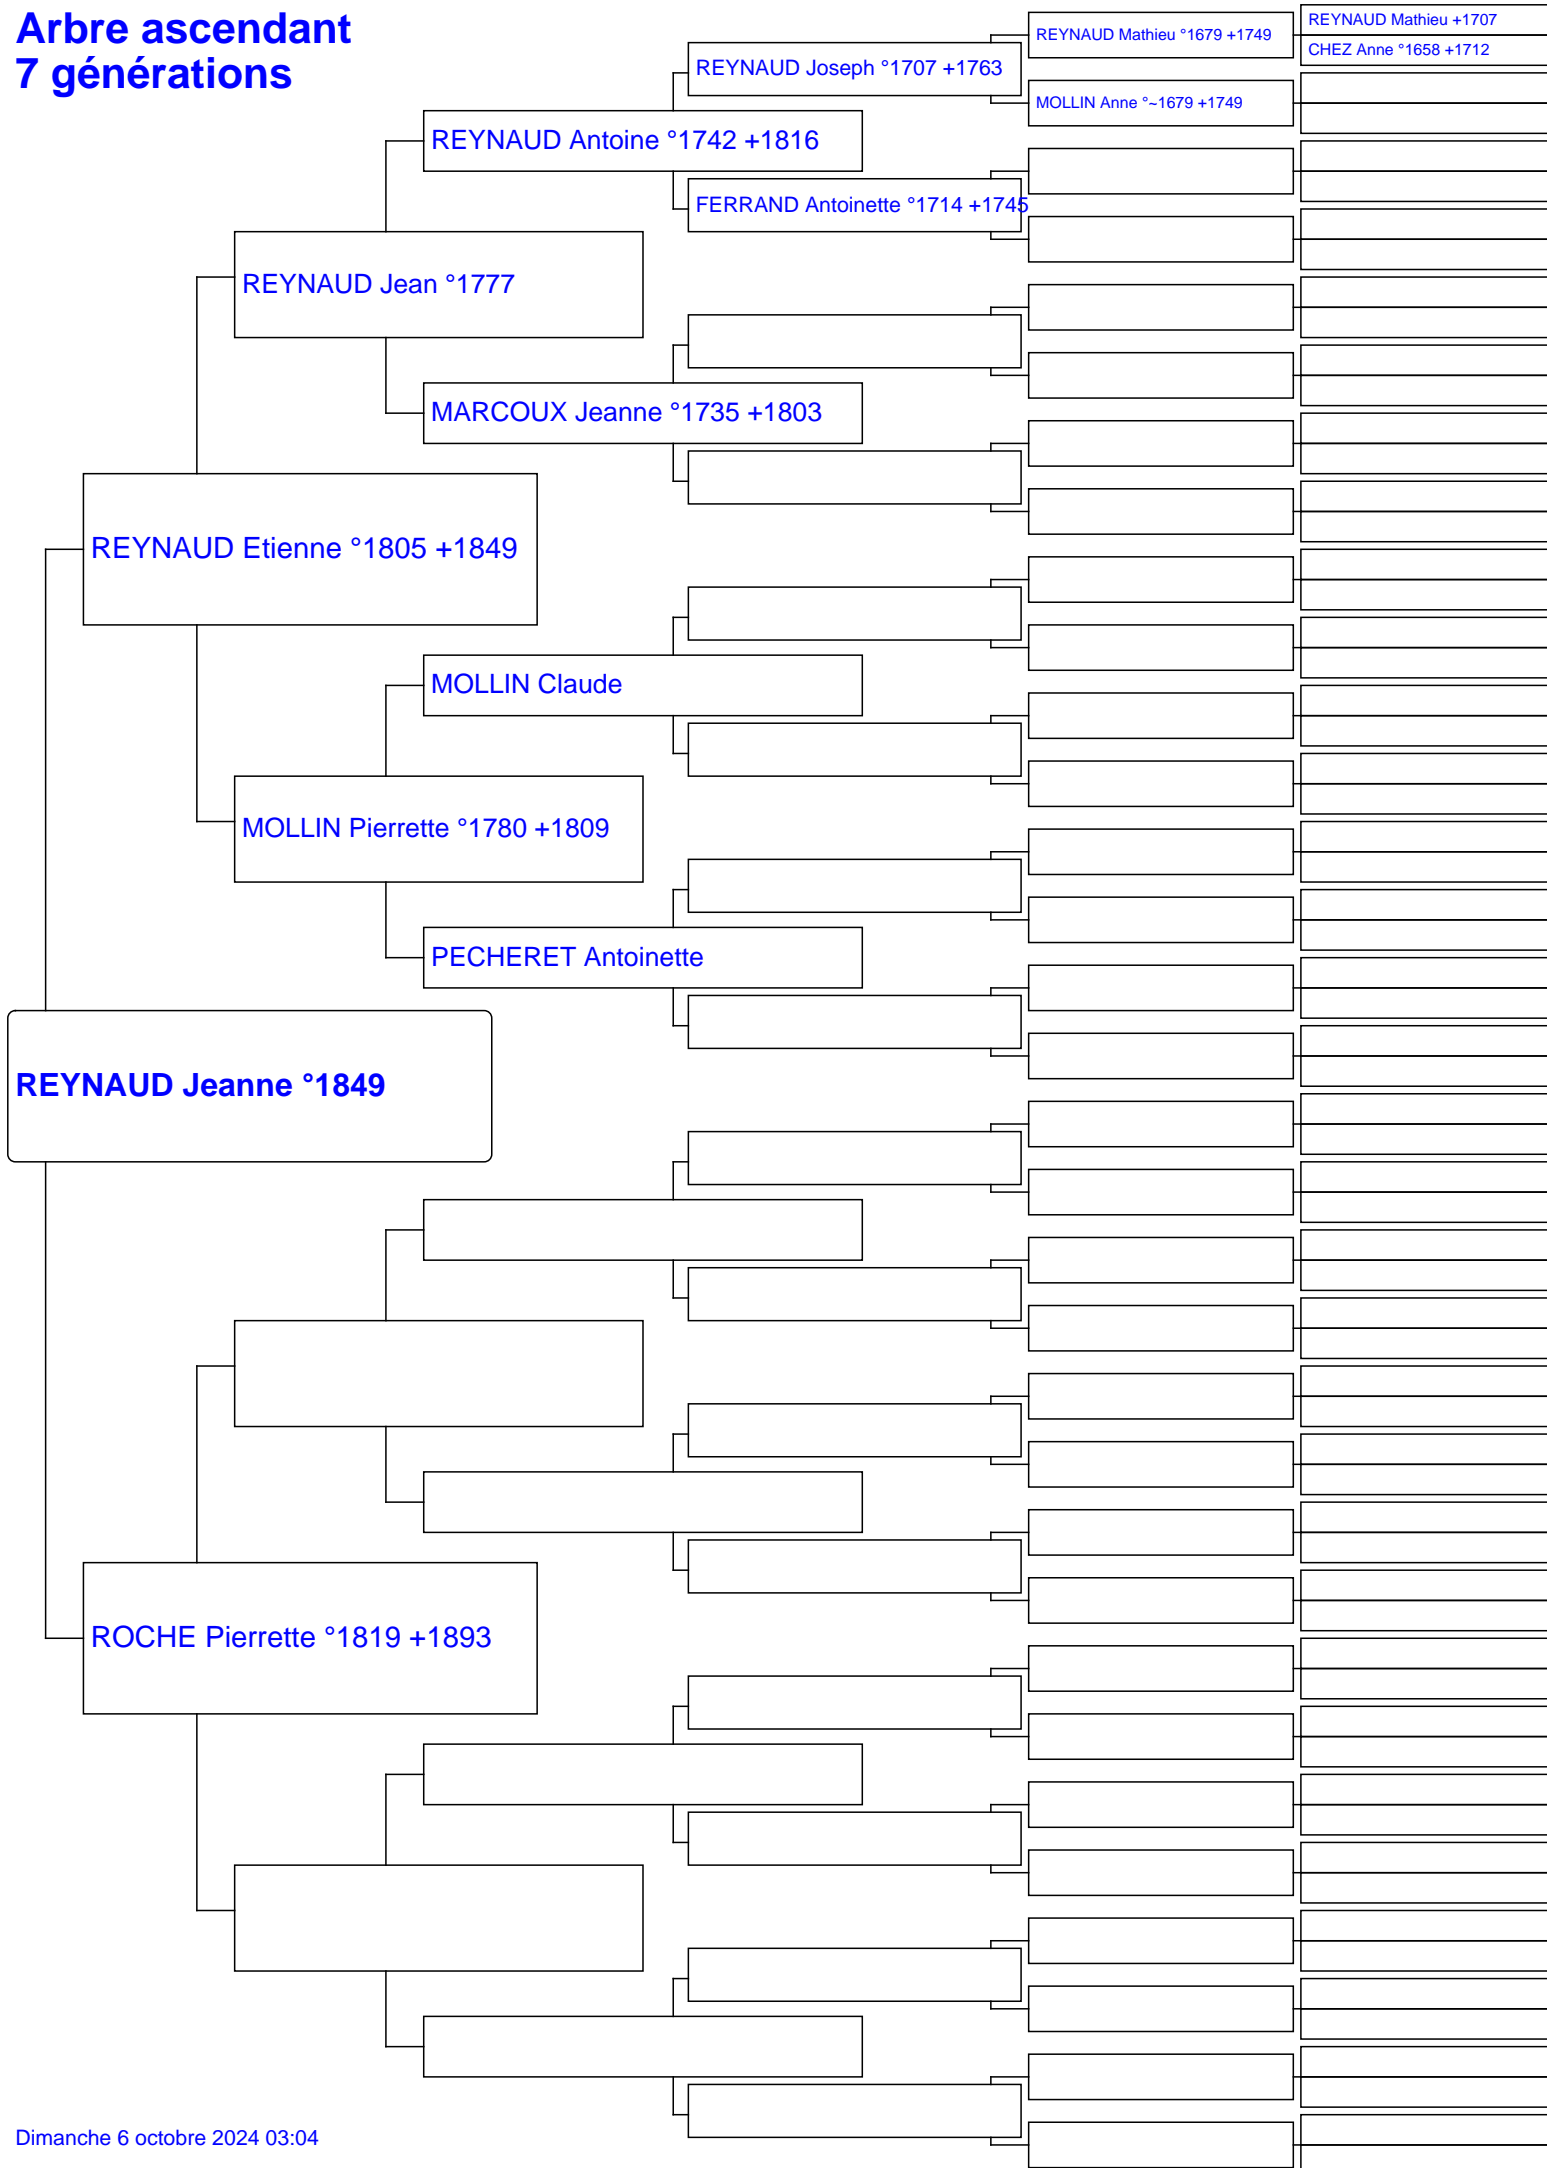 Arbre ascendant
7 générations
REYNAUD Mathieu °1679 +1749
REYNAUD Mathieu +1707
CHEZ Anne °1658 +1712
REYNAUD Joseph °1707 +1763
MOLLIN Anne °~1679 +1749
REYNAUD Antoine °1742 +1816
FERRAND Antoinette °1714 +1745
REYNAUD Jean °1777
MARCOUX Jeanne °1735 +1803
REYNAUD Etienne °1805 +1849
MOLLIN Claude
MOLLIN Pierrette °1780 +1809
PECHERET Antoinette
REYNAUD Jeanne °1849
ROCHE Pierrette °1819 +1893
Dimanche 6 octobre 2024 03:04